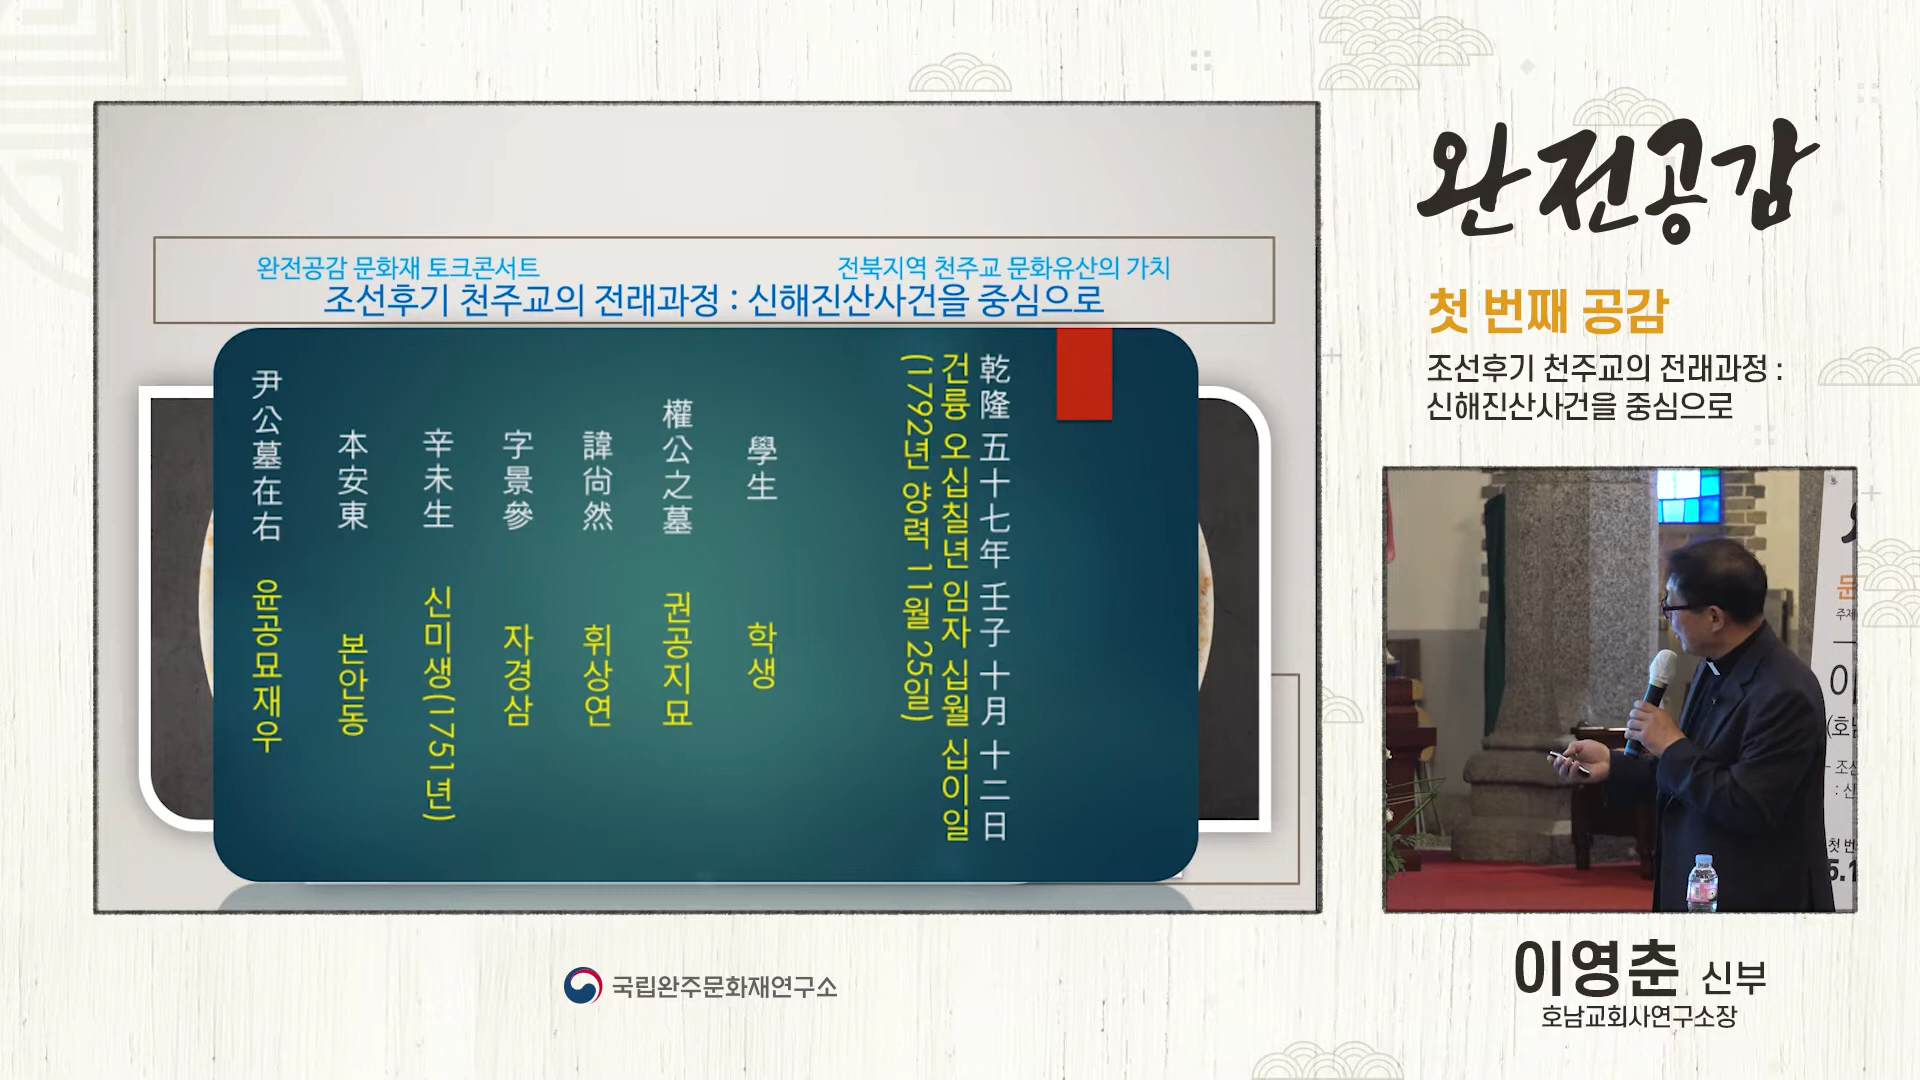 완전공감 문화재 토크콘서트
전북지역 천주교 문화유산의 가치
조선후기 천주교의 전래과정 : 신해진산사건을 중심으로
乾隆 五十七年 壬子 十月 十二日
건륭 오십칠년 임자 십월 십이일
(1792년 양력 11월 25일)
學生 학생
權公之墓 권공지묘
諱尙然 휘상연
字景參 자경삼
辛未生 신미생(1751년)
本安東 본안동
尹公墓在右 윤공묘재우
완전공감
첫 번째 공감
조선후기 천주교의 전래과정 :
신해진산사건을 중심으로
이영춘 신부
호남교회사연구소장
국립완주문화재연구소